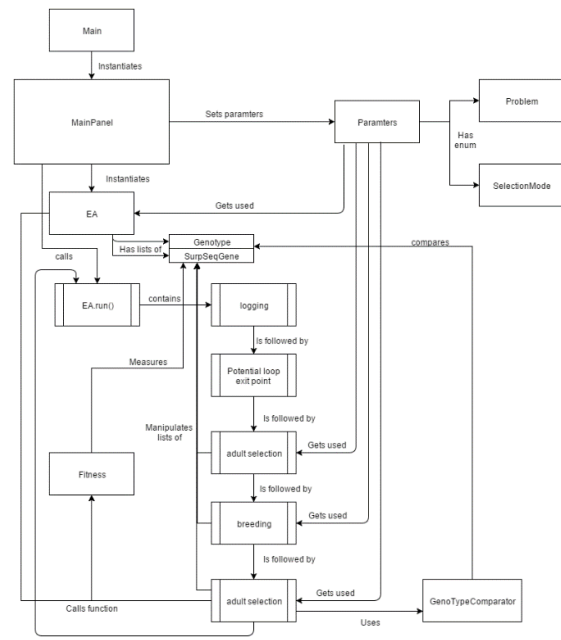 Main
Instantiates
MainPanel
Sets paramters
Paramters
Problem
Has
enum
SelectionMode
Instantiates
EA
Gets used
Has lists of
Genotype
SurpSeqGene
compares
calls
EA.run()
contains
logging
Is followed by
Potential loop
exit point
Measures
Is followed by
Manipulates
lists of
Gets used
adult selection
Fitness
Is followed by
breeding
Gets used
Is followed by
adult selection
Gets used
GenoTypeComparator
Calls function
Uses